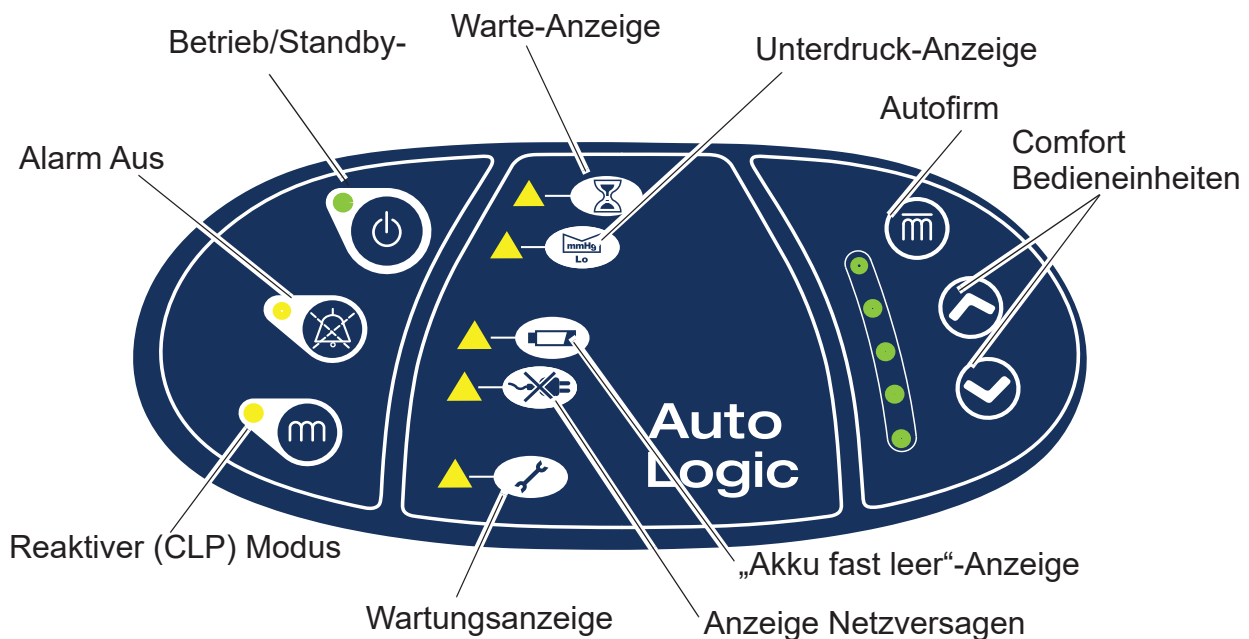 Betrieb/Standby-
Warte-Anzeige
Unterdruck-Anzeige
Autofirm
Comfort
Bedieneinheiten
Alarm Aus
mmHg
Lo
Auto
Logic
Reaktiver (CLP) Modus
„Akku fast leer“-Anzeige
Wartungsanzeige
Anzeige Netzversagen